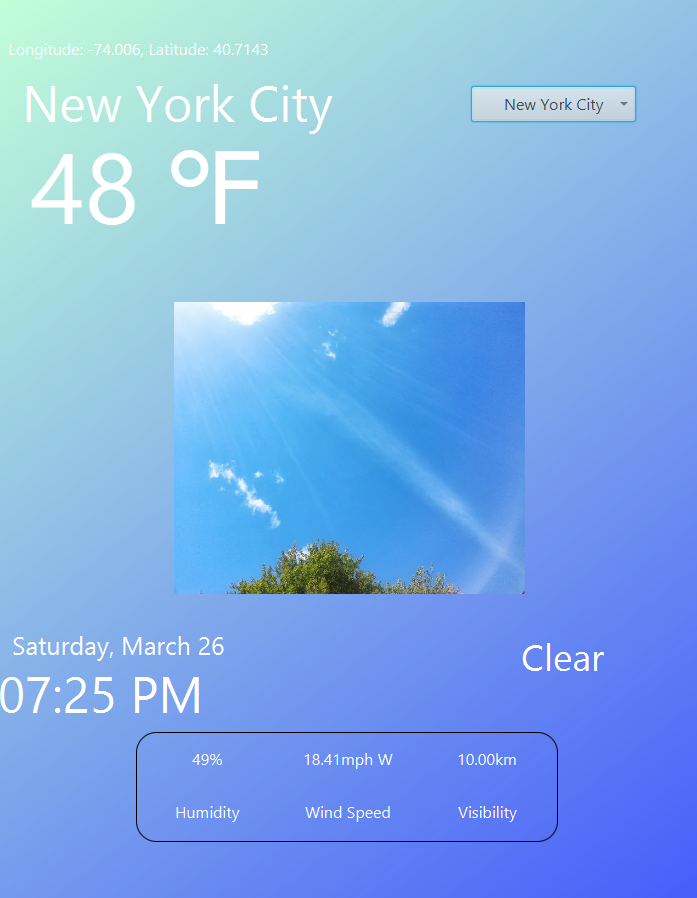 Longitude: -74.006, Latitude: 40.7143
New York City
New York City
48 °F
Saturday, March 26
Clear
07:25 PM
49% 18.41mph W 10.00km
Humidity Wind Speed Visibility